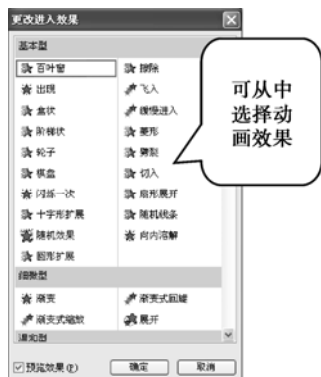 更改进入效果
基本型
百叶窗 擦除
出现 飞入
盒状 缓慢进入
阶梯状 菱形
轮子 劈裂
棋盘 切入
闪烁一次 扇形展开
十字形扩展 随机线条
随机效果 向内溶解
圆形扩展
细微型
渐变 渐变式回旋
渐变式缩放 展开
温和型
预览效果(P) 确定 取消
可从中
选择动
画效果